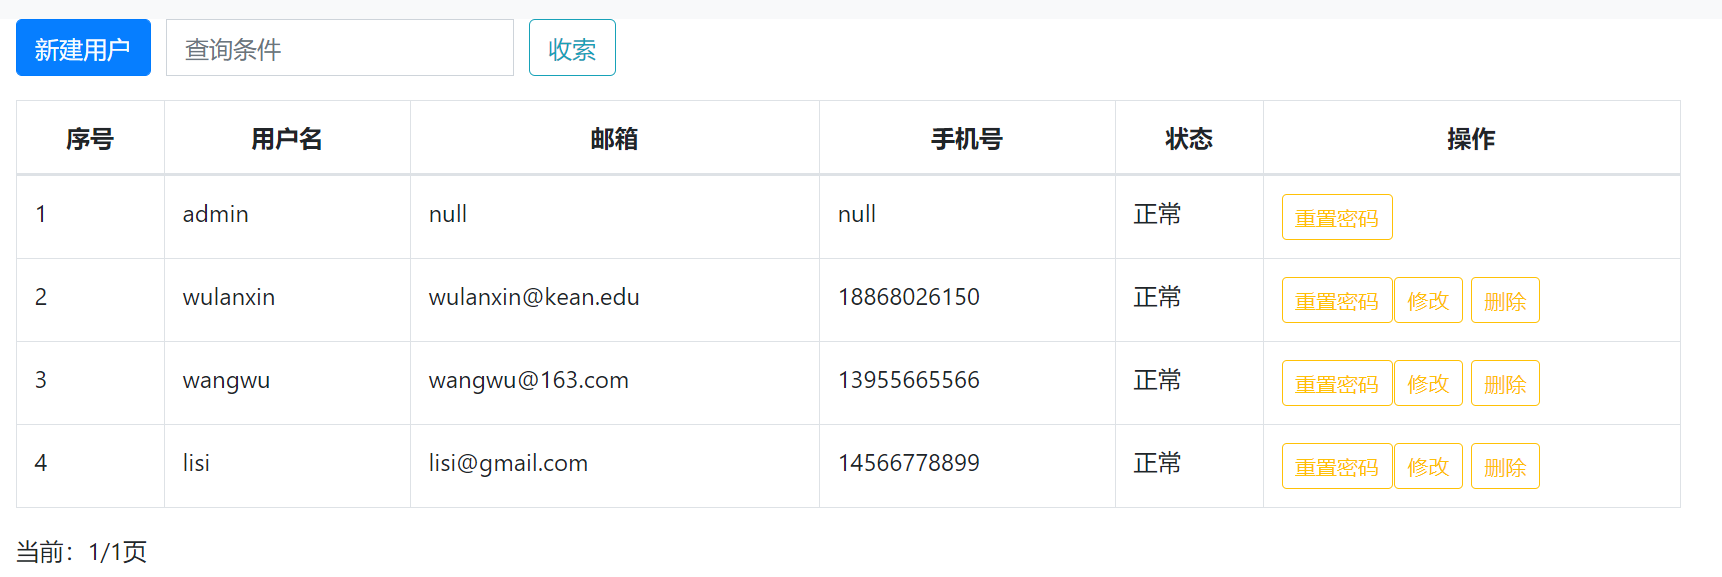 新建用户 查询条件 收索
序号 用户名 邮箱 手机号 状态 操作
1 admin null null 正常 重置密码
2 wulanxin wulanxin@kean.edu 18868026150 正常 重置密码 修改 删除
3 wangwu wangwu@163.com 13955665566 正常 重置密码 修改 删除
4 lisi lisi@gmail.com 14566778899 正常 重置密码 修改 删除
当前：1/1页